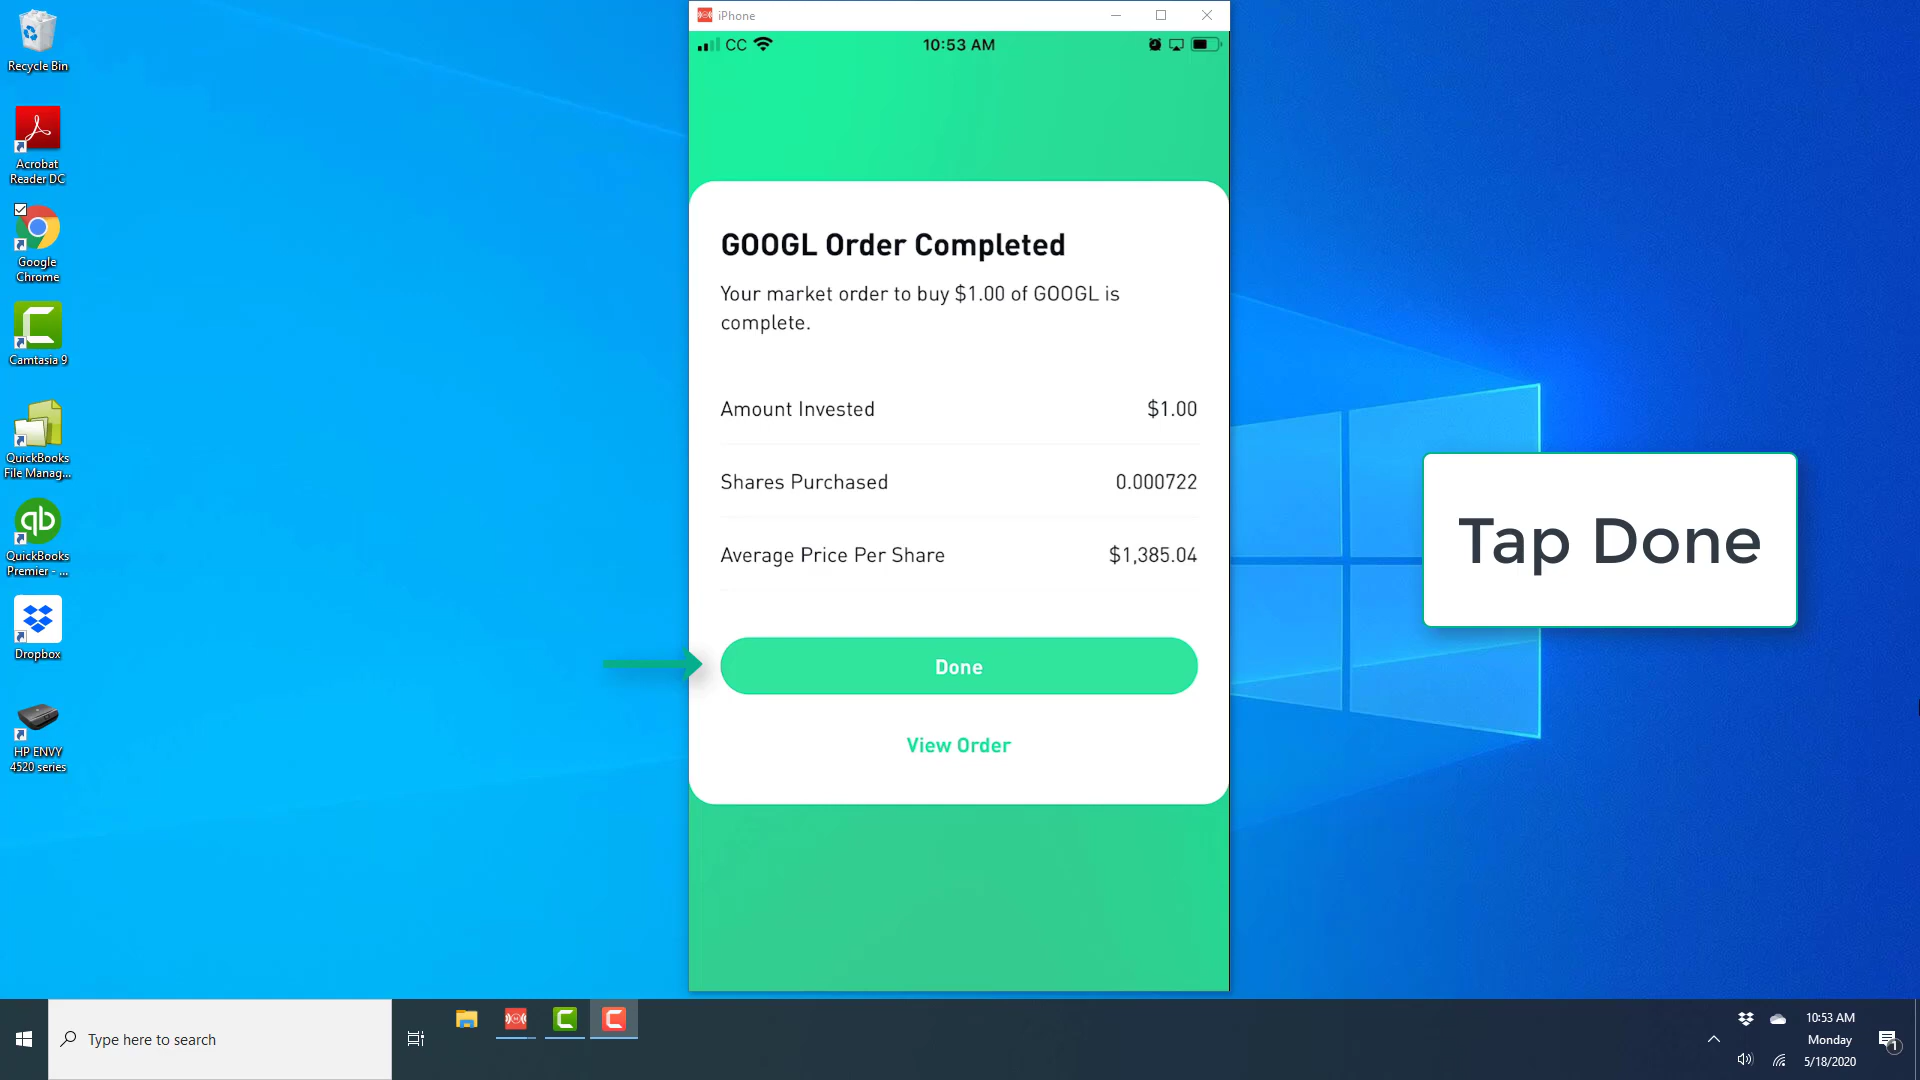 iPhone
CC
10:53 AM
Recycle Bin
Acrobat
Reader DC
Google
Chrome
Camtasia 9
QuickBooks
File Manag...
qb
QuickBooks
Premier - ...
Dropbox
HP ENVY
4520 series
GOOGL Order Completed
Your market order to buy $1.00 of GOOGL is
complete.
Amount Invested $1.00
Shares Purchased 0.000722
Average Price Per Share $1,385.04
Done
View Order
Tap Done
Type here to search
10:53 AM
Monday
5/18/2020
1